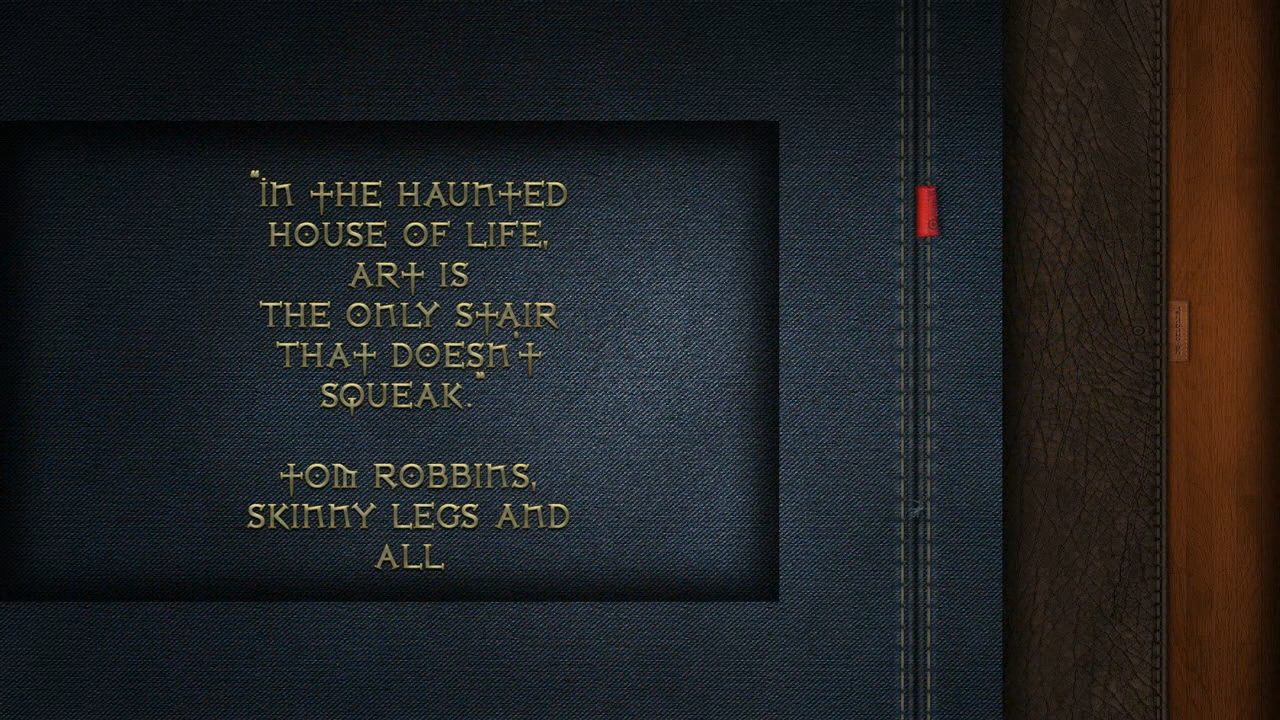 "IN THE HAUNTED
HOUSE OF LIFE,
ART IS
THE ONLY STAIR
THAT DOESN'T
SQUEAK."
TOM ROBBINS,
SKINNY LEGS AND
ALL